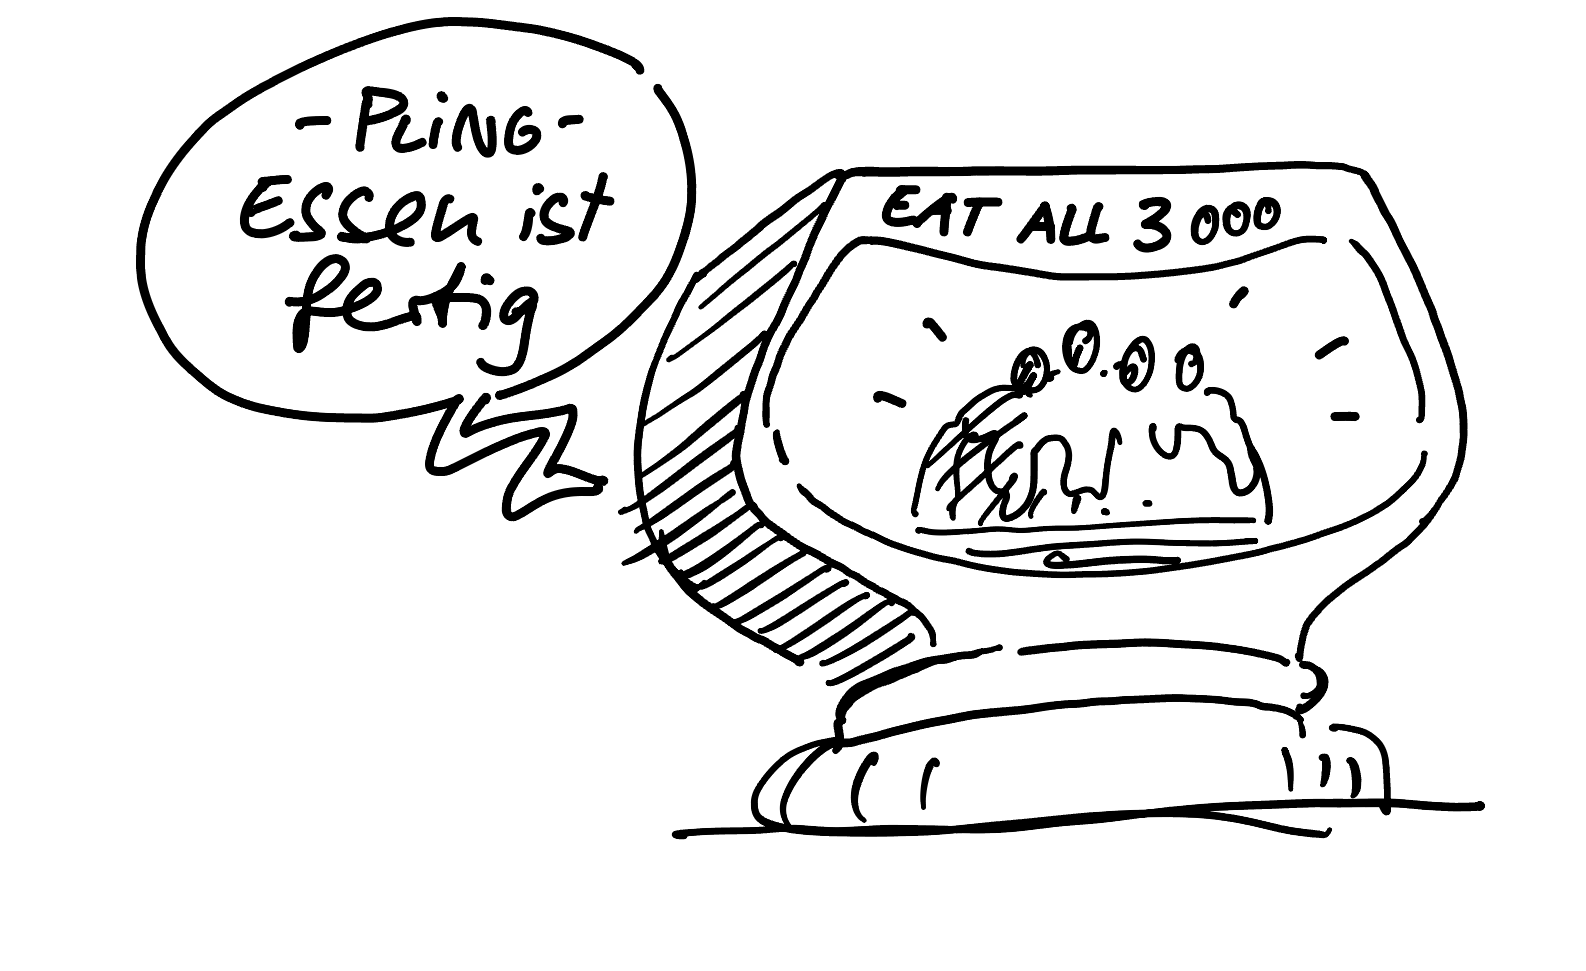 - PLiNG -
Essen ist
fertig
EAT ALL 3000